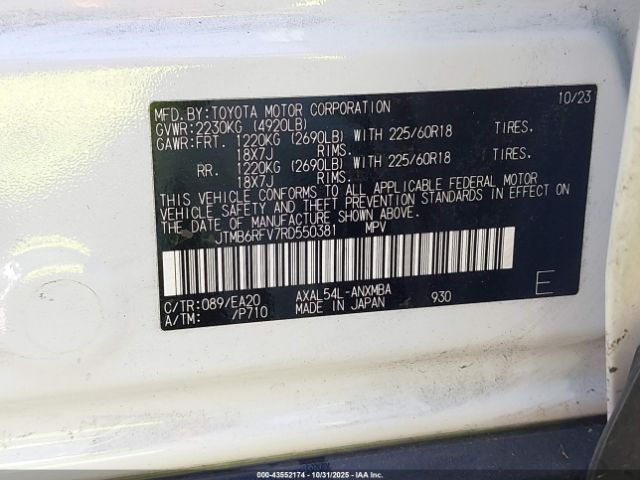 MFD.BY:TOYOTA MOTOR CORPORATION 10/23
GVWR:2230KG (4920LB)
GAWR:FRT. 1220KG (2690LB) WITH 225/60R18 TIRES.
18X7J RIMS.
RR. 1220KG (2690LB) WITH 225/60R18 TIRES.
18X7J RIMS.
THIS VEHICLE CONFORMS TO ALL APPLICABLE FEDERAL MOTOR
VEHICLE SAFETY AND THEFT PREVENTION STANDARDS IN EFFECT ON
THE DATE OF MANUFACTURE SHOWN ABOVE.
JTMB6RFV7RD550381 MPV
C/TR:089/EA20 AXAL54L-ANXMBA 930 E
A/TM: /P710 MADE IN JAPAN
000-43552174 - 10/31/2025 - IAA Inc.